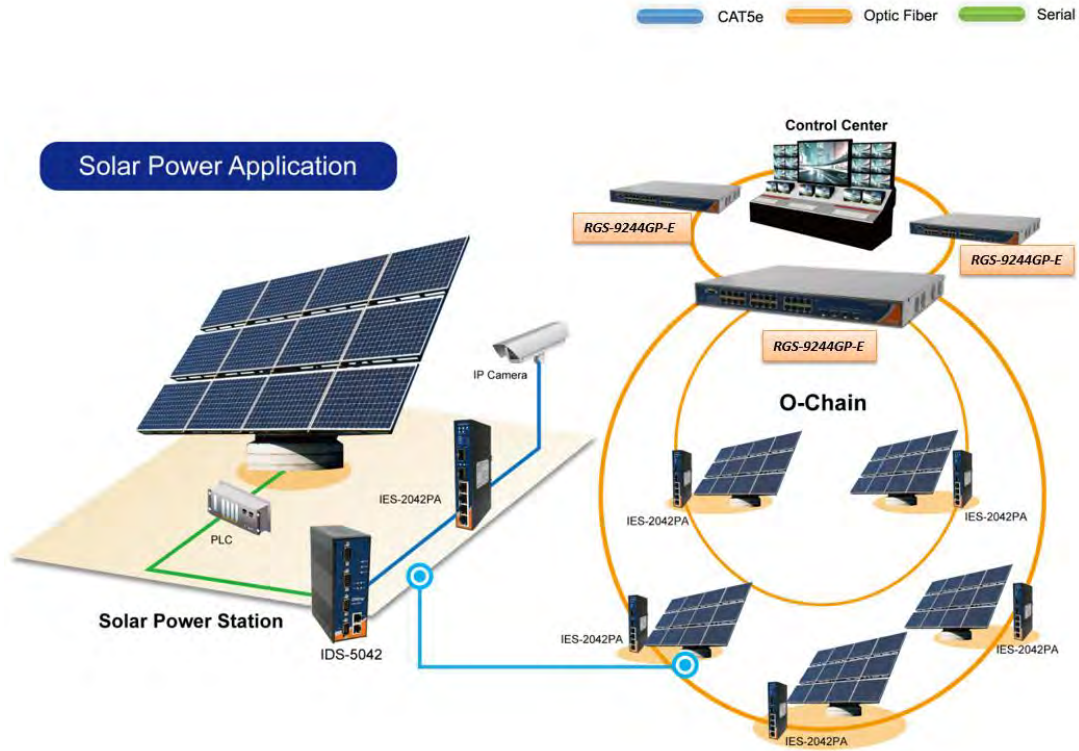 CAT5e
Optic Fiber
Serial
Solar Power Application
Control Center
RGS-9244GP-E
RGS-9244GP-E
RGS-9244GP-E
IP Camera
O-Chain
IES-2042PA
PLC
Solar Power Station
IDS-5042
IES-2042PA
IES-2042PA
IES-2042PA
IES-2042PA
IES-2042PA